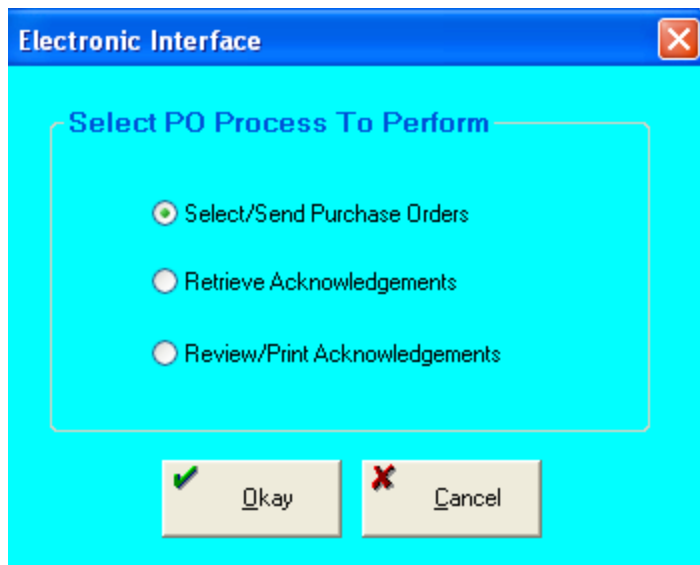 Electronic Interface
Select PO Process To Perform
Select/Send Purchase Orders
Retrieve Acknowledgements
Review/Print Acknowledgements
Okay
Cancel